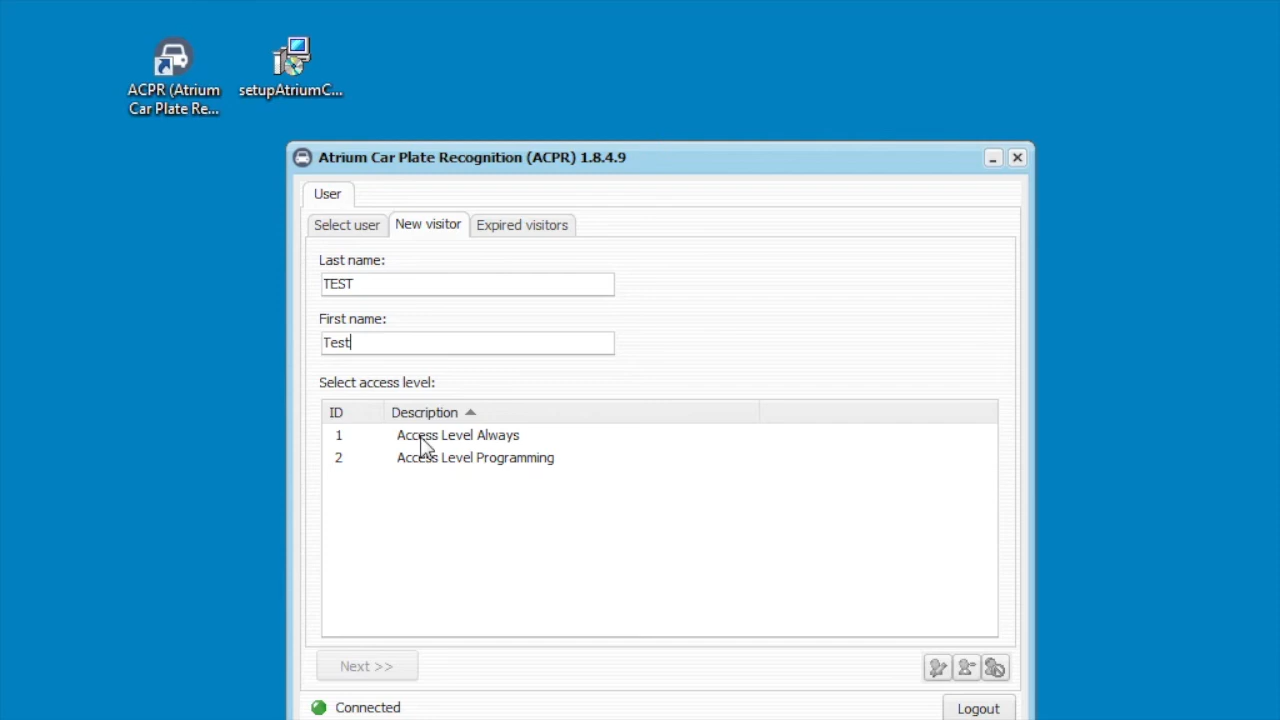 ACPR (Atrium
Car Plate Re...
setupAtriumC...
Atrium Car Plate Recognition (ACPR) 1.8.4.9
User
Select user
New visitor
Expired visitors
Last name:
TEST
First name:
Test
Select access level:
ID Description
1 Access Level Always
2 Access Level Programming
Next >>
Connected
Logout